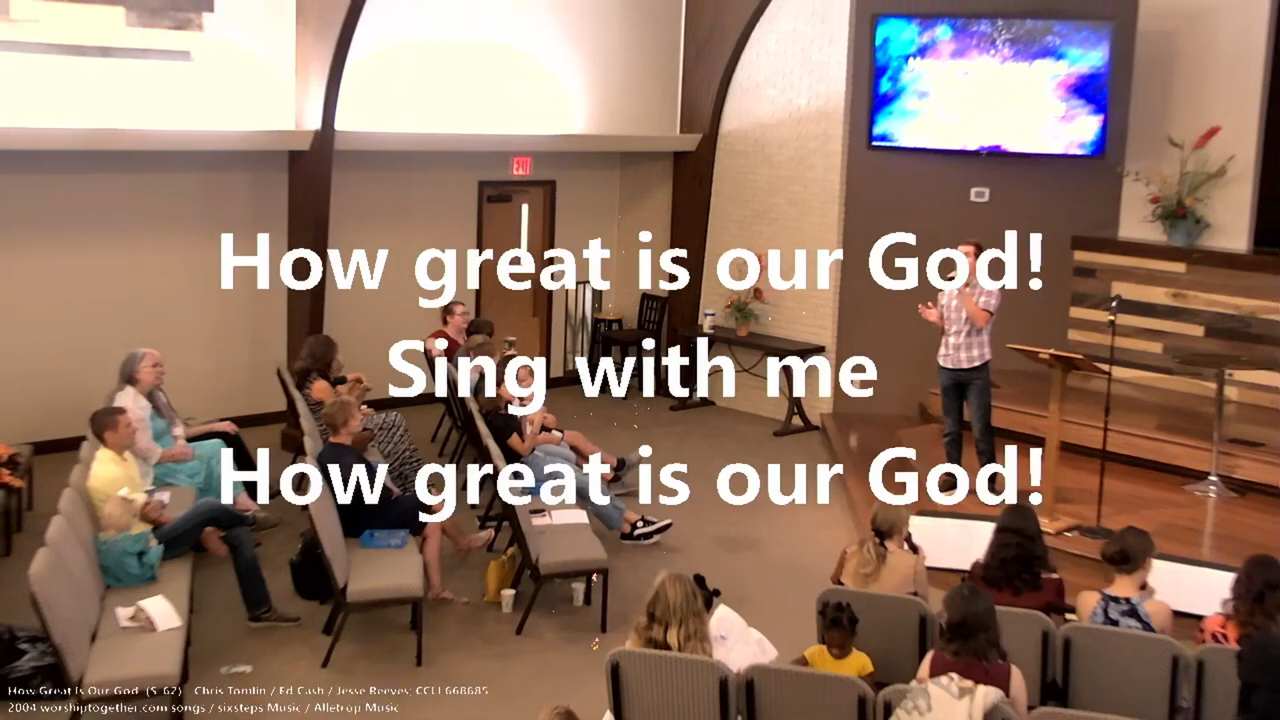 EXIT
How great is our God!
Sing with me
How great is our God!
How Great Is Our God (S-62) Chris Tomlin / Ed Cash / Jesse Reeves; CCLI 668685
2004 worshiptogether.com songs / sixsteps Music / Alletrop Music